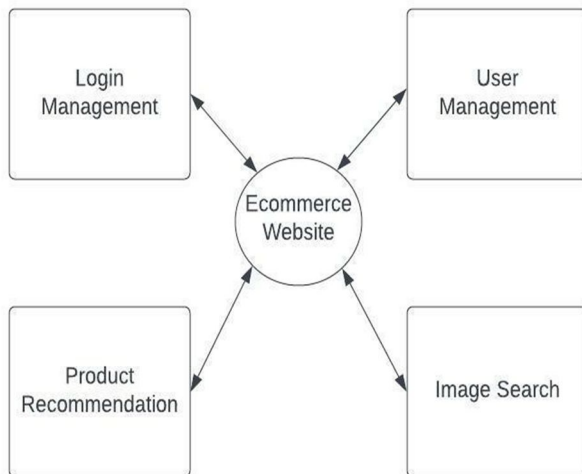 Login
Management
User
Management
Ecommerce
Website
Product
Recommendation
Image Search